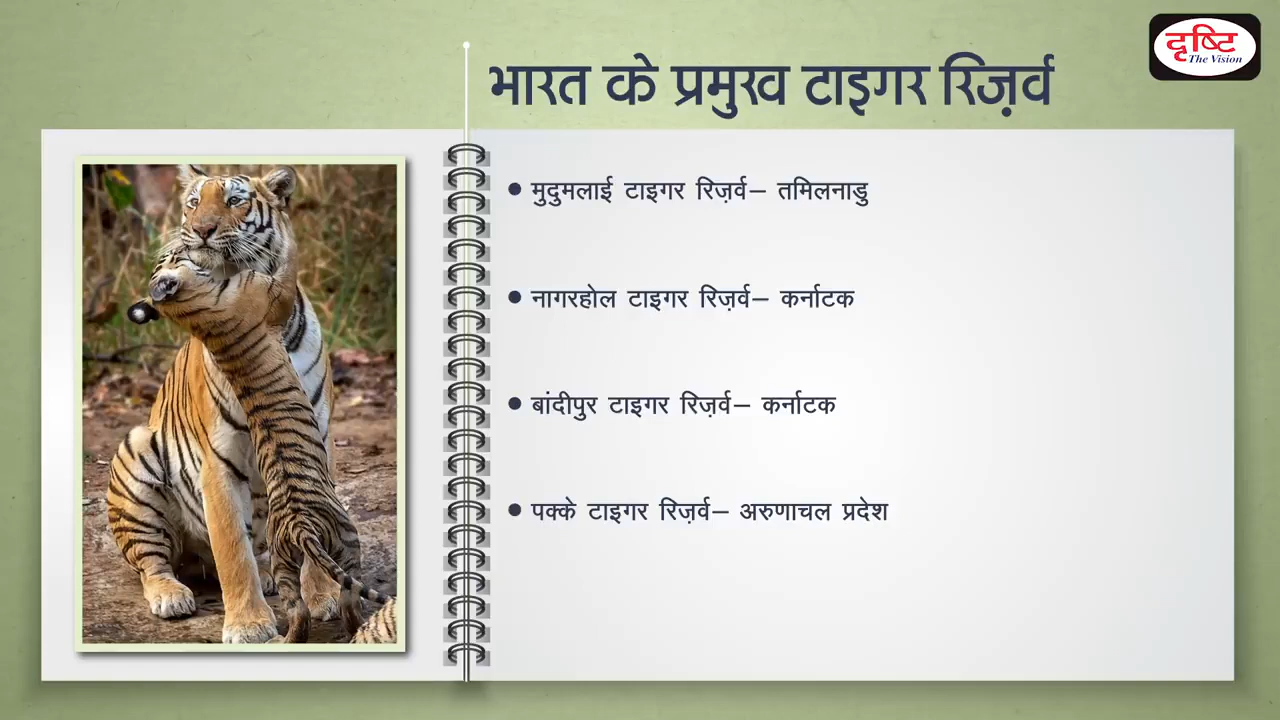 दृष्टि
The Vision
भारत के प्रमुख टाइगर रिज़र्व
• मुदुमलाई टाइगर रिज़र्व– तमिलनाडु
• नागरहोल टाइगर रिज़र्व– कर्नाटक
• बांदीपुर टाइगर रिज़र्व– कर्नाटक
• पक्के टाइगर रिज़र्व– अरुणाचल प्रदेश